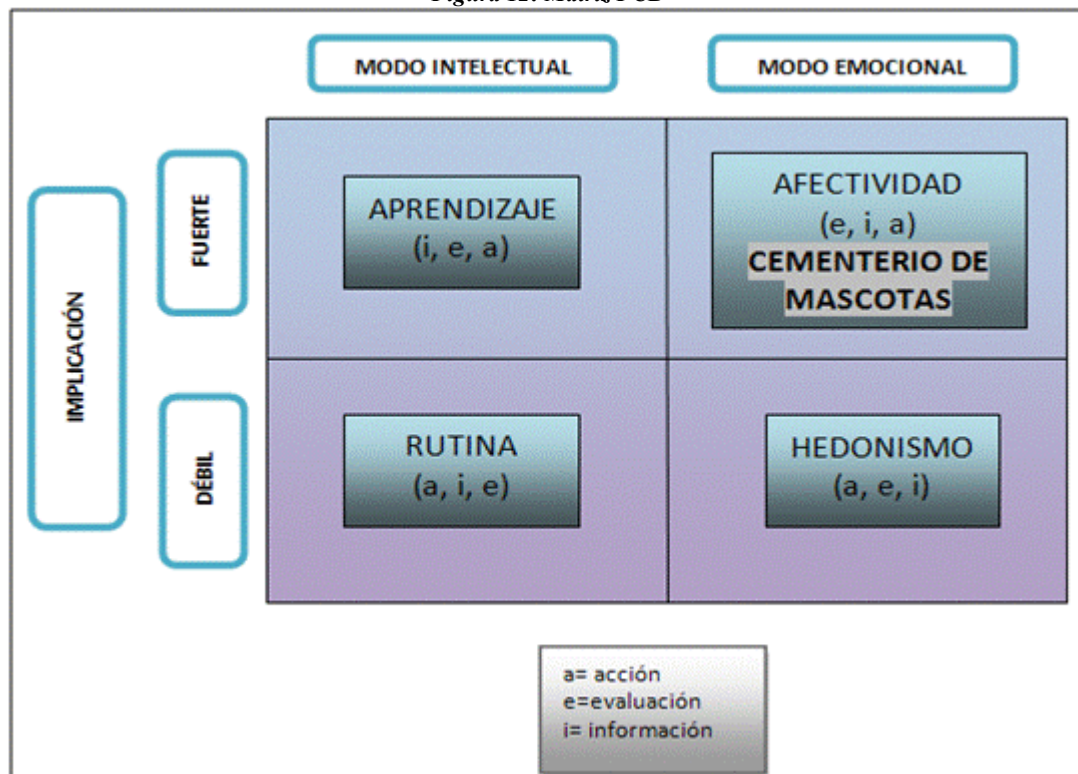 MODO INTELECTUAL
MODO EMOCIONAL
IMPLICACIÓN
FUERTE
APRENDIZAJE
(i, e, a)
AFECTIVIDAD
(e, i, a)
CEMENTERIO DE
MASCOTAS
DÉBIL
RUTINA
(a, i, e)
HEDONISMO
(a, e, i)
a= acción
e=evaluación
i= información